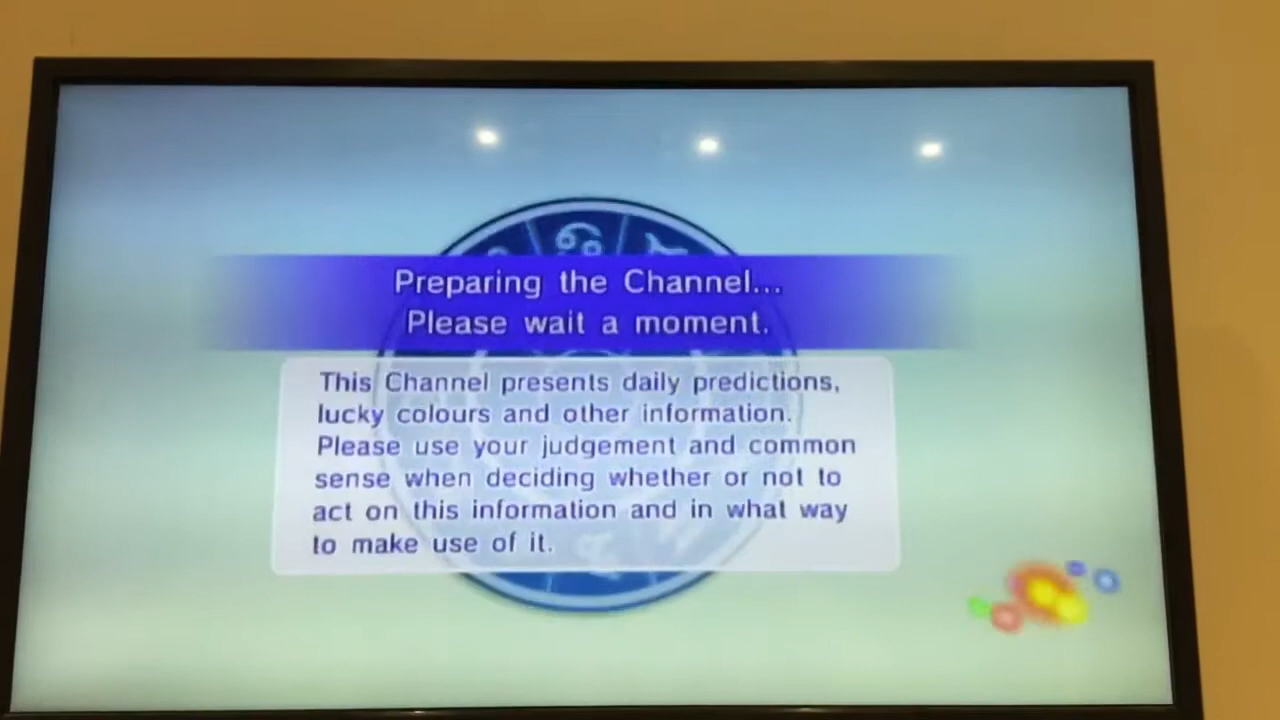 Preparing the Channel...
Please wait a moment.
This Channel presents daily predictions,
lucky colours and other information.
Please use your judgement and common
sense when deciding whether or not to
act on this information and in what way
to make use of it.